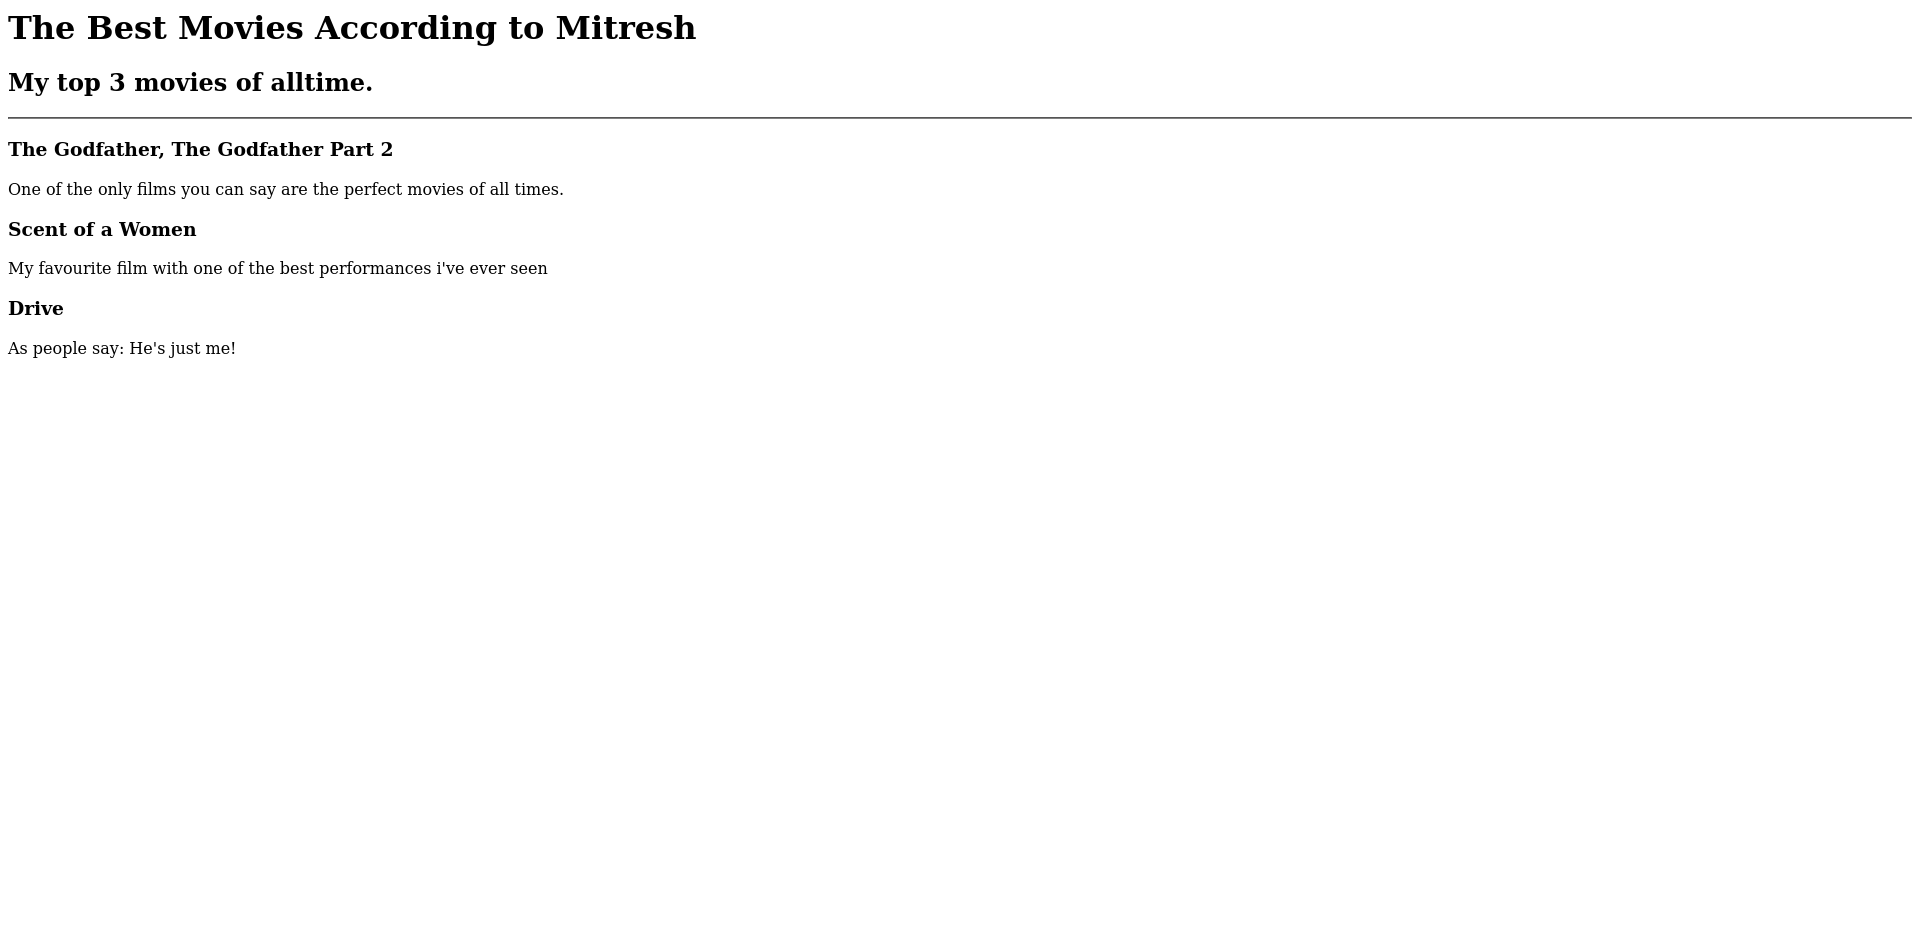 The Best Movies According to Mitresh
My top 3 movies of alltime.
The Godfather, The Godfather Part 2
One of the only films you can say are the perfect movies of all times.
Scent of a Women
My favourite film with one of the best performances i've ever seen
Drive
As people say: He's just me!